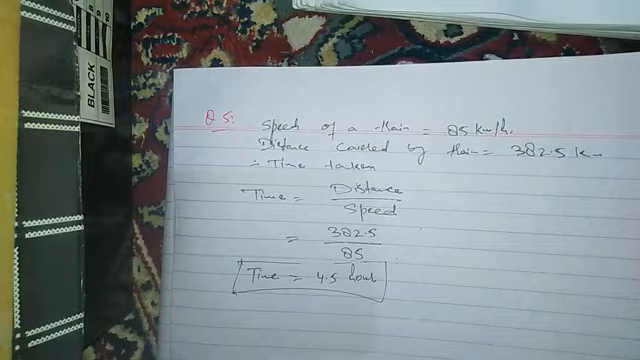 BLACK
Q 5:
Speed of a train = 85 km/h.
Distance covered by train = 382.5 km
∴ Time taken
Time = Distance / Speed
= 382.5 / 85
Time = 4.5 hour